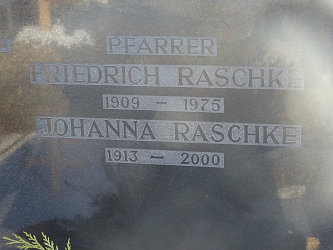 PFARRER
FRIEDRICH RASCHKE
1909 – 1975
JOHANNA RASCHKE
1913 – 2000